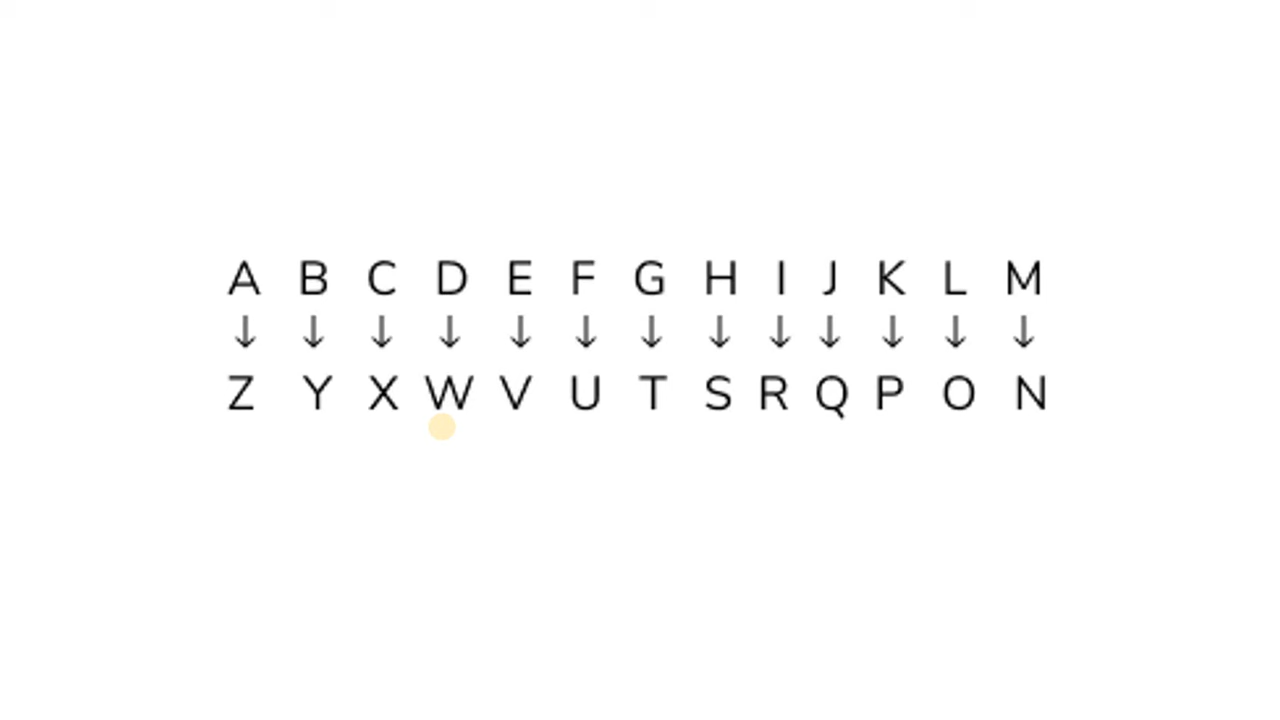 A B C D E F G H I J K L M
↓ ↓ ↓ ↓ ↓ ↓ ↓ ↓ ↓ ↓ ↓ ↓ ↓
Z Y X W V U T S R Q P O N